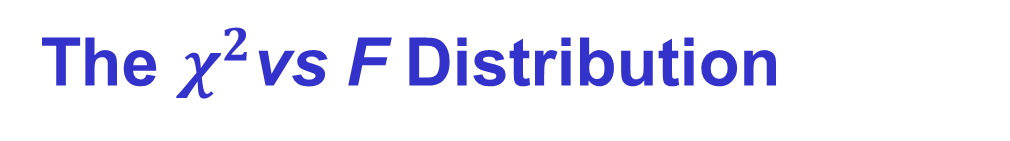 The χ² vs F Distribution